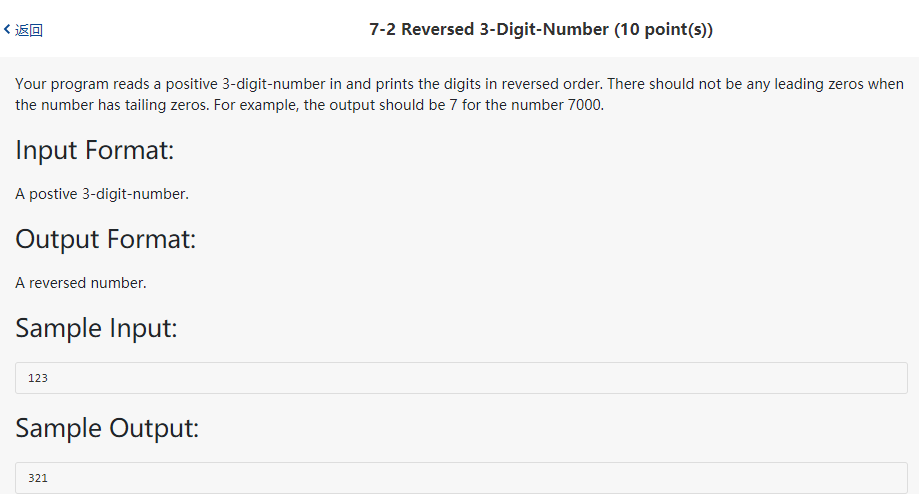 返回
7-2 Reversed 3-Digit-Number (10 point(s))
Your program reads a positive 3-digit-number in and prints the digits in reversed order. There should not be any leading zeros when
the number has tailing zeros. For example, the output should be 7 for the number 7000.
Input Format:
A postive 3-digit-number.
Output Format:
A reversed number.
Sample Input:
123
Sample Output:
321